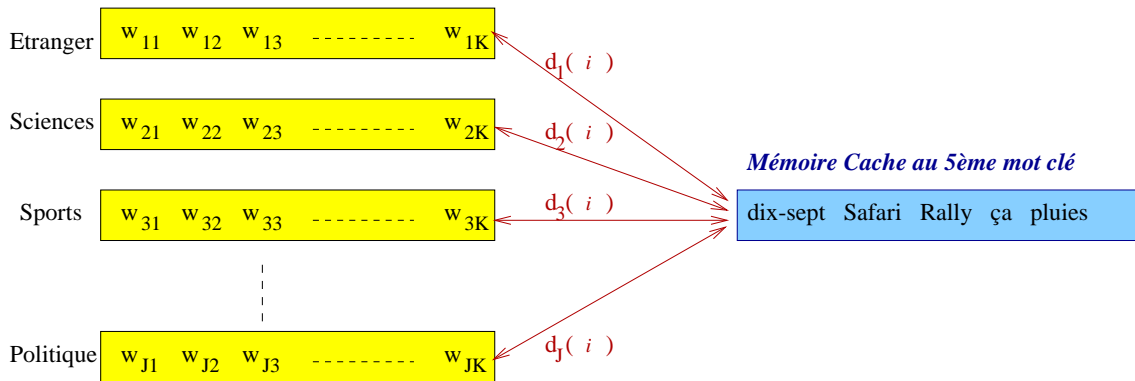 Etranger w11 w12 w13 w1K
d1( i )
Sciences w21 w22 w23 w2K
d2( i )
Mémoire Cache au 5ème mot clé
Sports w31 w32 w33 w3K
d3( i )
dix-sept Safari Rally ça pluies
Politique wJ1 wJ2 wJ3 wJK
dJ( i )